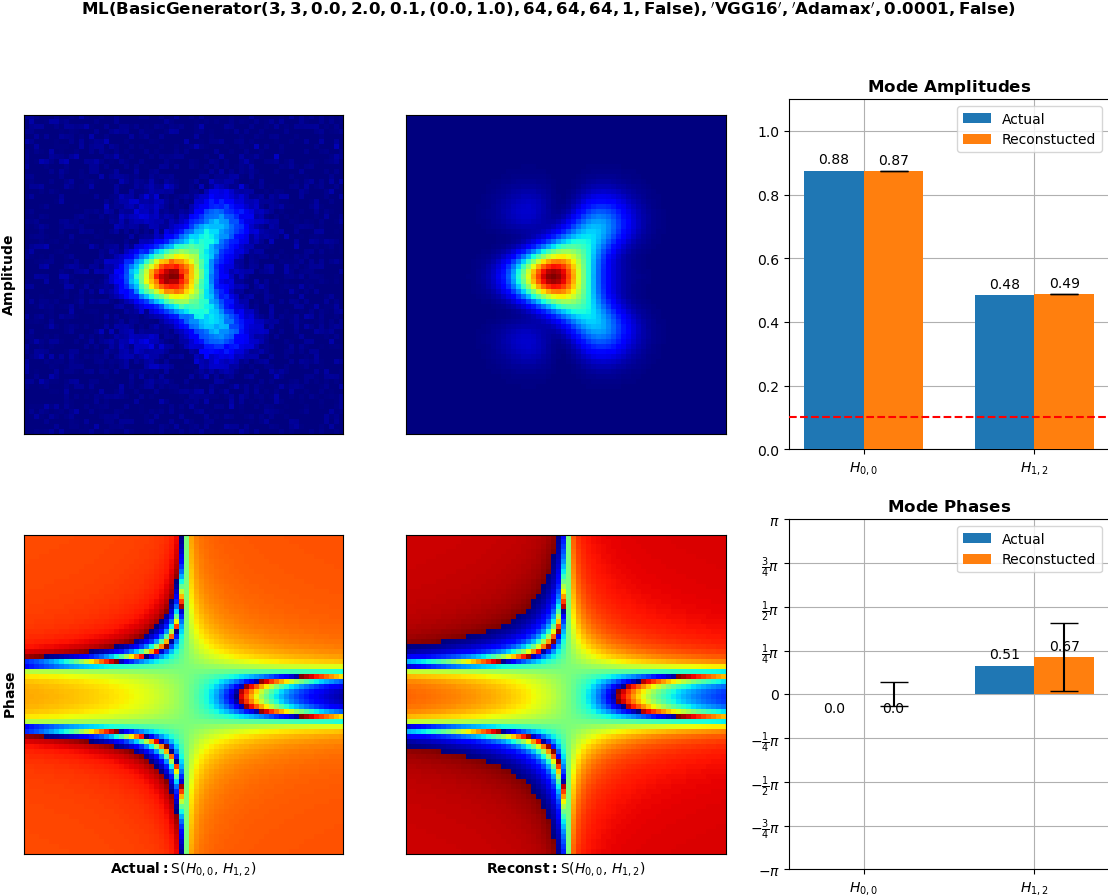 ML(BasicGenerator(3, 3, 0.0, 2.0, 0.1, (0.0, 1.0), 64, 64, 64, 1, False), ′VGG16′, ′Adamax′, 0.0001, False)
Amplitude
Mode Amplitudes
Actual
Reconstucted
1.0
0.8
0.6
0.4
0.2
0.0
0.88
0.87
0.48
0.49
H0, 0
H1, 2
Phase
Actual: S(H0, 0, H1, 2)
Reconst: S(H0, 0, H1, 2)
Mode Phases
Actual
Reconstucted
π
3/4π
1/2π
1/4π
0
−1/4π
−1/2π
−3/4π
−π
0.0
0.0
0.51
0.67
H0, 0
H1, 2